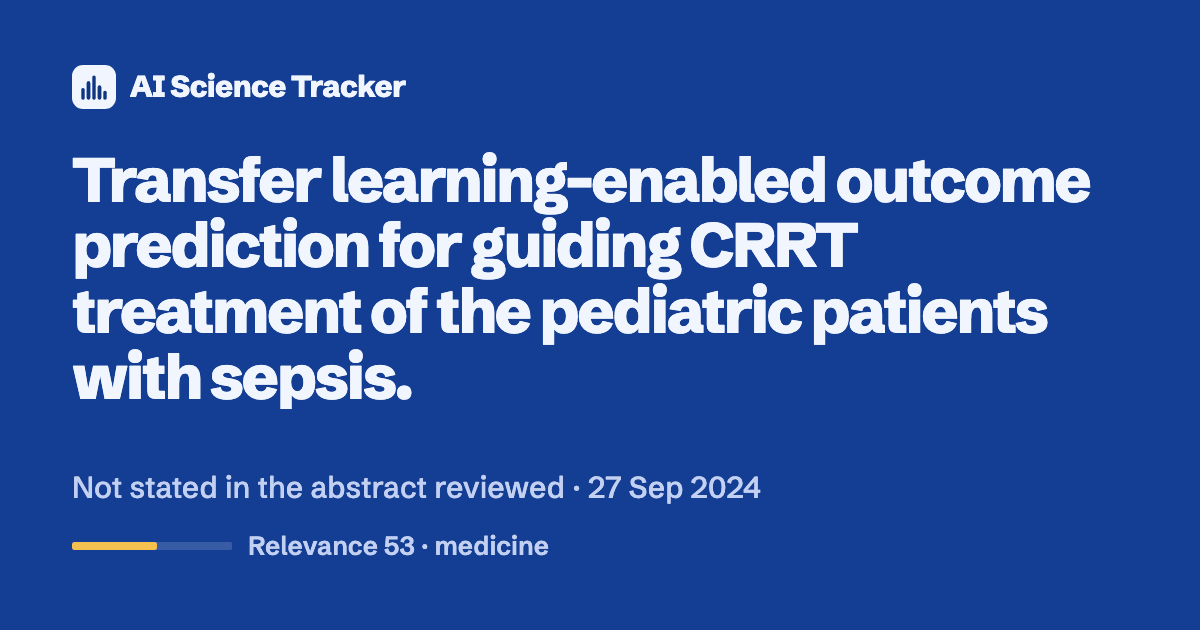 AI Science Tracker
Transfer learning-enabled outcome
prediction for guiding CRRT
treatment of the pediatric patients
with sepsis.
Not stated in the abstract reviewed · 27 Sep 2024
Relevance 53 · medicine